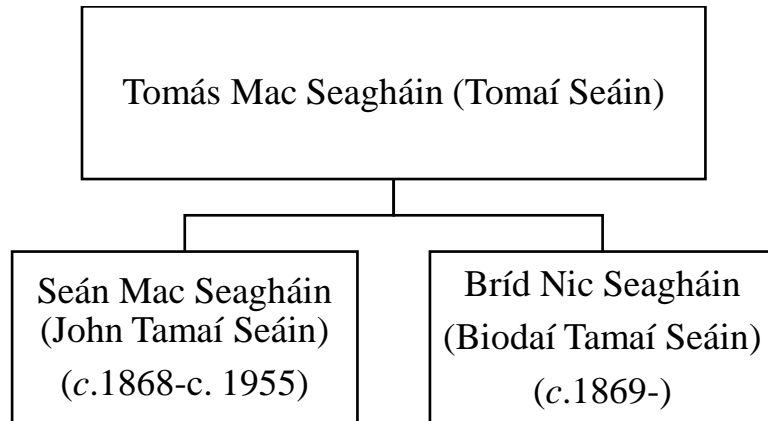 Tomás Mac Seagháin (Tomaí Seáin)
Seán Mac Seagháin
(John Tamaí Seáin)
(c.1868-c. 1955)
Bríd Nic Seagháin
(Biodaí Tamaí Seáin)
(c.1869-)